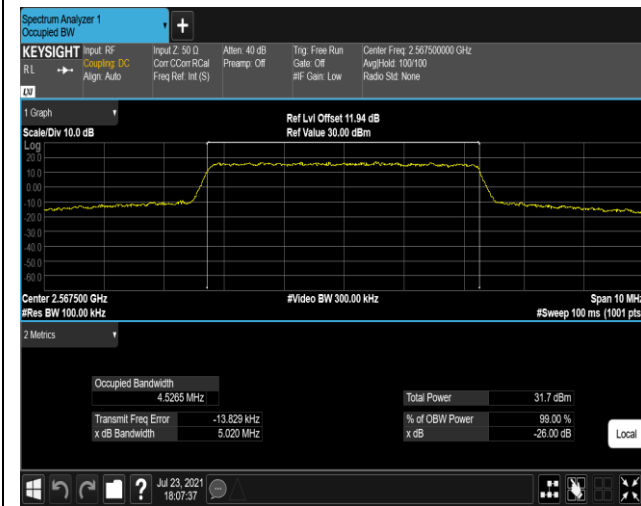 Spectrum Analyzer 1
Occupied BW
+
KEYSIGHT Input: RF Input Z: 50 Ω Atten: 40 dB Trig: Free Run Center Freq: 2.567500000 GHz
RL Coupling: DC Corr CCorr RCal Preamp: Off Gate: Off Avg|Hold: 100/100
Align: Auto Freq Ref: Int (S) #IF Gain: Low Radio Std: None
LXI
1 Graph Ref Lvl Offset 11.94 dB
Scale/Div 10.0 dB Ref Value 30.00 dBm
Log
20.0
10.0
0.00
-10.0
-20.0
-30.0
-40.0
-50.0
-60.0
Center 2.567500 GHz #Video BW 300.00 kHz Span 10 MHz
#Res BW 100.00 kHz #Sweep 100 ms (1001 pts
2 Metrics
Occupied Bandwidth
4.5265 MHz Total Power 31.7 dBm
Transmit Freq Error -13.829 kHz % of OBW Power 99.00 %
x dB Bandwidth 5.020 MHz x dB -26.00 dB
Local
? Jul 23, 2021
18:07:37